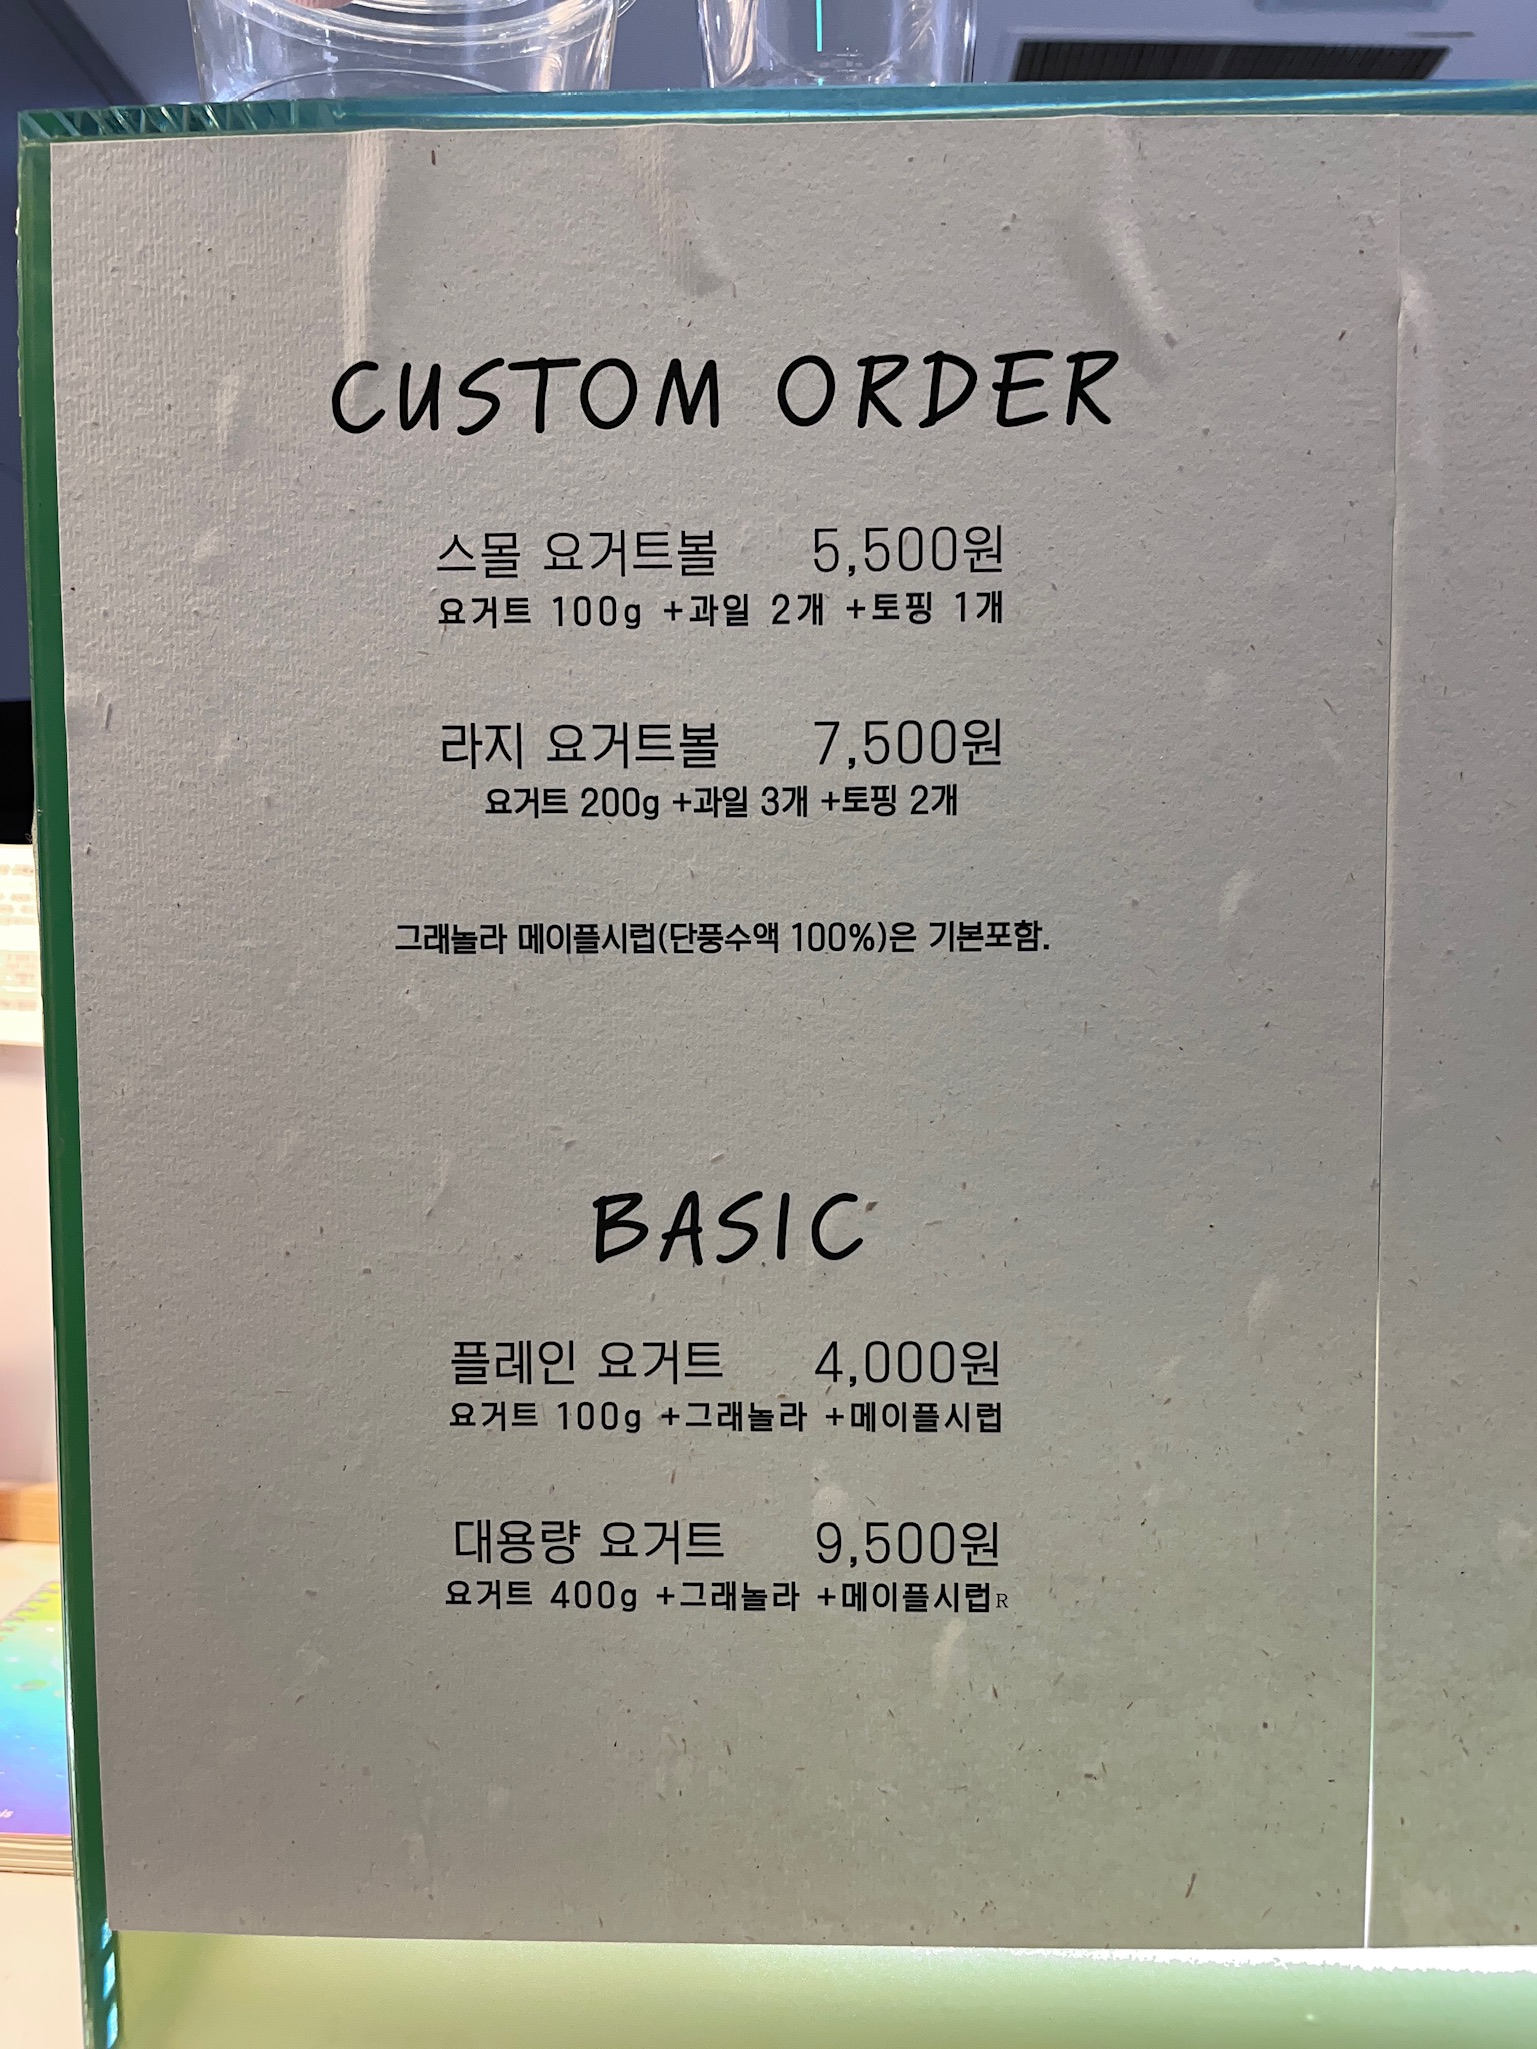 CUSTOM ORDER
스몰 요거트볼 5,500원
요거트 100g +과일 2개 +토핑 1개
라지 요거트볼 7,500원
요거트 200g +과일 3개 +토핑 2개
그래놀라 메이플시럽(단풍수액 100%)은 기본포함.
BASIC
플레인 요거트 4,000원
요거트 100g +그래놀라 +메이플시럽
대용량 요거트 9,500원
요거트 400g +그래놀라 +메이플시럽R